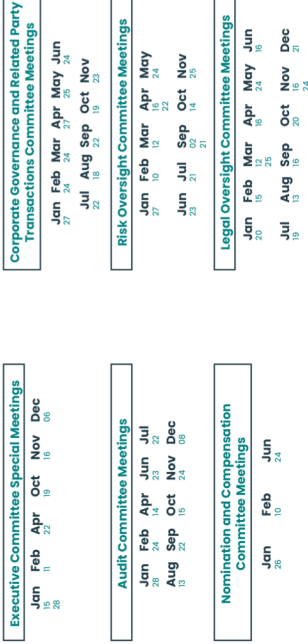 Executive Committee Special Meetings
Jan Feb Apr Oct Nov Dec
15 11 22 19 16 06
28
Audit Committee Meetings
Jan Feb Apr Jun Jul
28 24 14 23 22
Aug Sep Oct Nov Dec
13 22 15 24 08
Nomination and Compensation
Committee Meetings
Jan Feb Jun
26 10 24
Corporate Governance and Related Party
Transactions Committee Meetings
Jan Feb Mar Apr May Jun
27 24 24 27 25 24
Jul Aug Sep Oct Nov
22 18 22 19 23
Risk Oversight Committee Meetings
Jan Feb Mar Apr May
27 10 12 16 24
22
Jun Jul Sep Oct Nov
23 21 02 14 25
21
Legal Oversight Committee Meetings
Jan Feb Mar Apr May Jun
20 15 12 16 24 16
25
Jul Aug Sep Oct Nov Dec
19 13 16 20 16 21
24